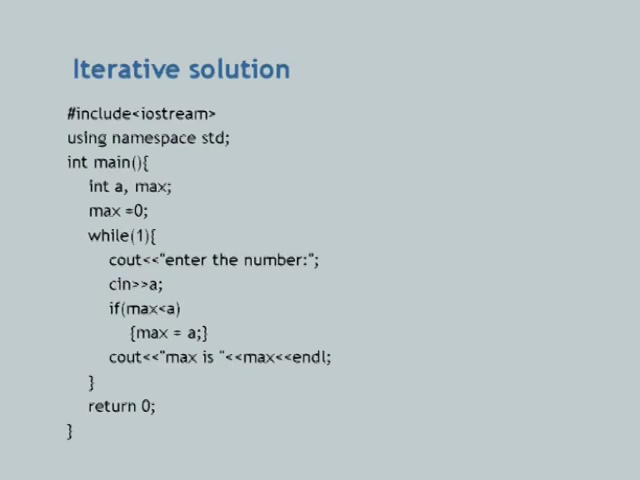 Iterative solution
#include<iostream>
using namespace std;
int main(){
int a, max;
max =0;
while(1){
cout<<"enter the number:";
cin>>a;
if(max<a)
{max = a;}
cout<<"max is "<<max<<endl;
}
return 0;
}